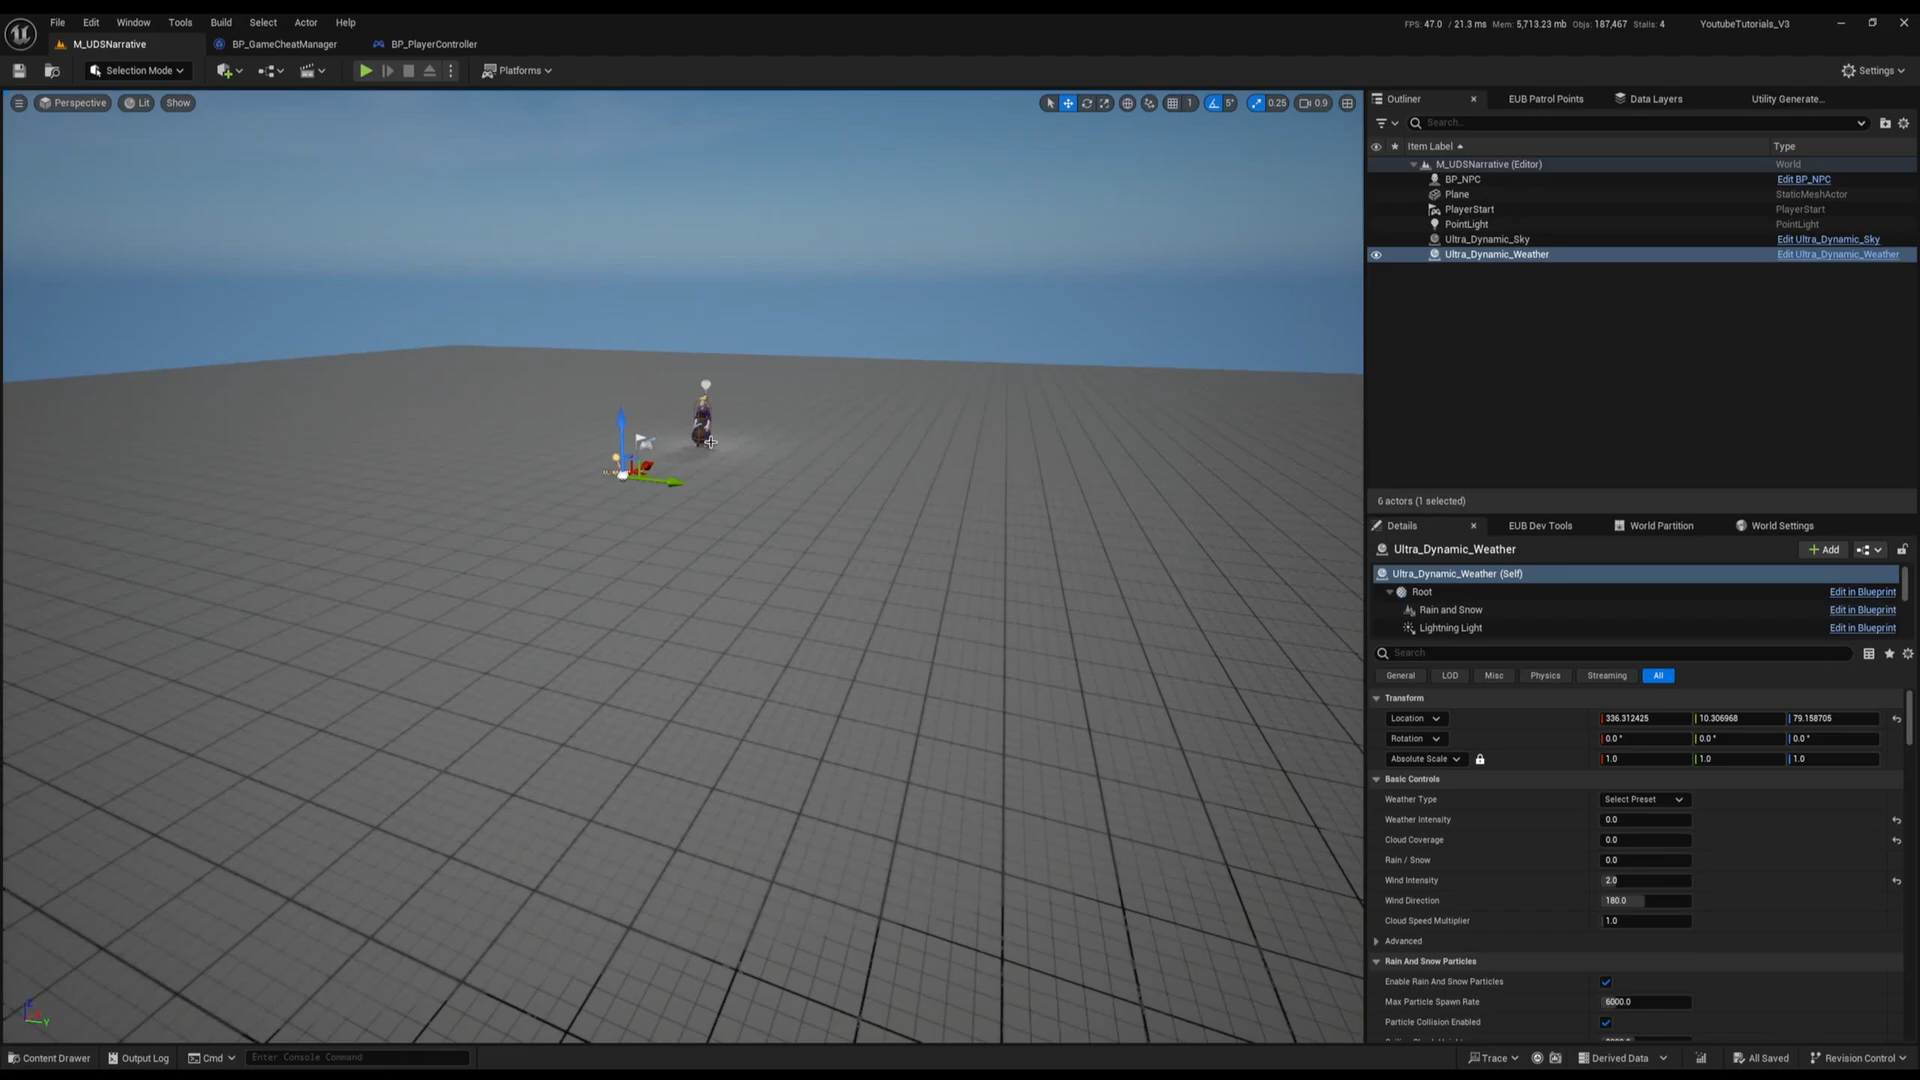 File Edit Window Tools Build Select Actor Help
FPS: 47.0 / 21.3 ms Mem: 5,713.23 mb Objs: 187,467 Stalls: 4 YoutubeTutorials_V3
M_UDSNarrative BP_GameCheatManager BP_PlayerController
Selection Mode Platforms Settings
Perspective Lit Show 1 5° 0.25 0.9
Outliner EUB Patrol Points Data Layers Utility Generate...
Search...
Item Label Type
M_UDSNarrative (Editor) World
BP_NPC Edit BP_NPC
Plane StaticMeshActor
PlayerStart PlayerStart
PointLight PointLight
Ultra_Dynamic_Sky Edit Ultra_Dynamic_Sky
Ultra_Dynamic_Weather Edit Ultra_Dynamic_Weather
6 actors (1 selected)
Details EUB Dev Tools World Partition World Settings
Ultra_Dynamic_Weather Add
Ultra_Dynamic_Weather (Self)
Root Edit in Blueprint
Rain and Snow Edit in Blueprint
Lightning Light Edit in Blueprint
Search
General LOD Misc Physics Streaming All
Transform
Location 336.312425 10.306968 79.158705
Rotation 0.0 ° 0.0 ° 0.0 °
Absolute Scale 1.0 1.0 1.0
Basic Controls
Weather Type Select Preset
Weather Intensity 0.0
Cloud Coverage 0.0
Rain / Snow 0.0
Wind Intensity 2.0
Wind Direction 180.0
Cloud Speed Multiplier 1.0
Advanced
Rain And Snow Particles
Enable Rain And Snow Particles
Max Particle Spawn Rate 6000.0
Particle Collision Enabled
Z
Y
Content Drawer Output Log Cmd Enter Console Command Trace Derived Data All Saved Revision Control